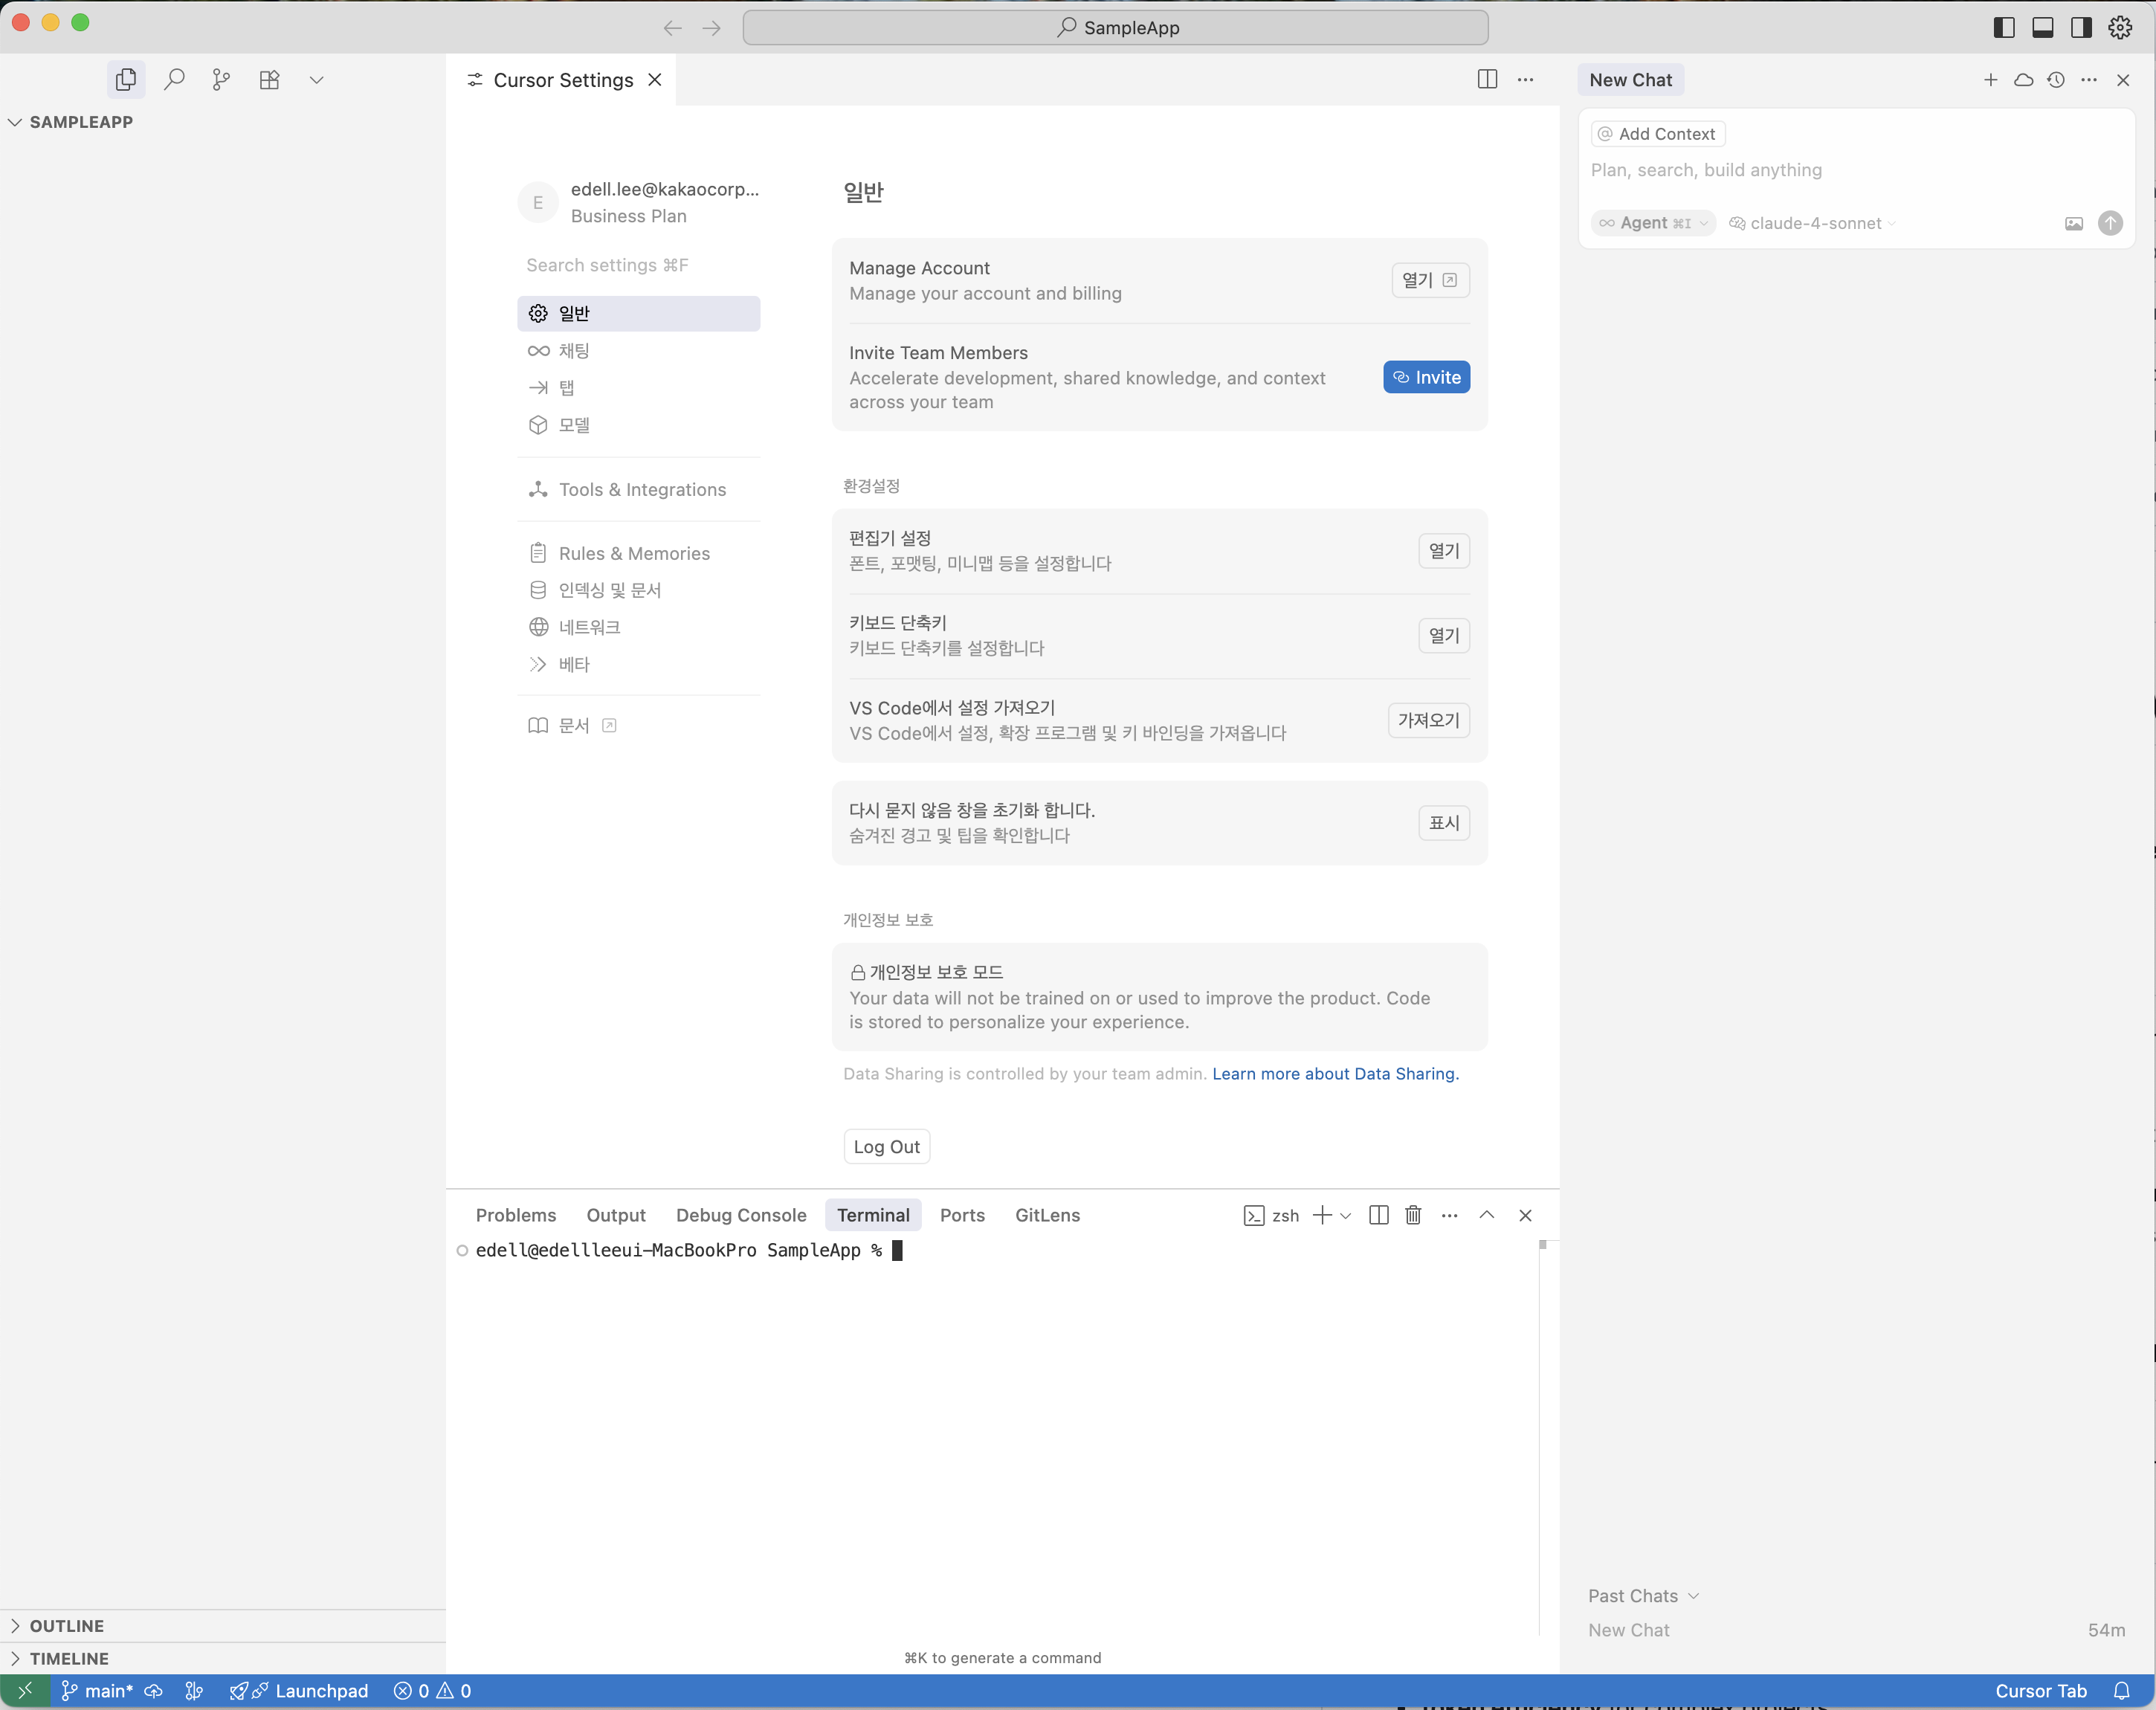 SampleApp
SAMPLEAPP
Cursor Settings
E
edell.lee@kakaocorp...
Business Plan
Search settings ⌘F
일반
채팅
탭
모델
Tools & Integrations
Rules & Memories
인덱싱 및 문서
네트워크
베타
문서
일반
Manage Account
Manage your account and billing
열기
Invite Team Members
Accelerate development, shared knowledge, and context
across your team
Invite
환경설정
편집기 설정
폰트, 포맷팅, 미니맵 등을 설정합니다
열기
키보드 단축키
키보드 단축키를 설정합니다
열기
VS Code에서 설정 가져오기
VS Code에서 설정, 확장 프로그램 및 키 바인딩을 가져옵니다
가져오기
다시 묻지 않음 창을 초기화 합니다.
숨겨진 경고 및 팁을 확인합니다
표시
개인정보 보호
개인정보 보호 모드
Your data will not be trained on or used to improve the product. Code
is stored to personalize your experience.
Data Sharing is controlled by your team admin. Learn more about Data Sharing.
Log Out
Problems Output Debug Console Terminal Ports GitLens
zsh
edell@edellleeui-MacBookPro SampleApp %
⌘K to generate a command
New Chat
@ Add Context
Plan, search, build anything
Agent ⌘I
claude-4-sonnet
Past Chats
New Chat 54m
OUTLINE
TIMELINE
main* Launchpad 0 0 Cursor Tab